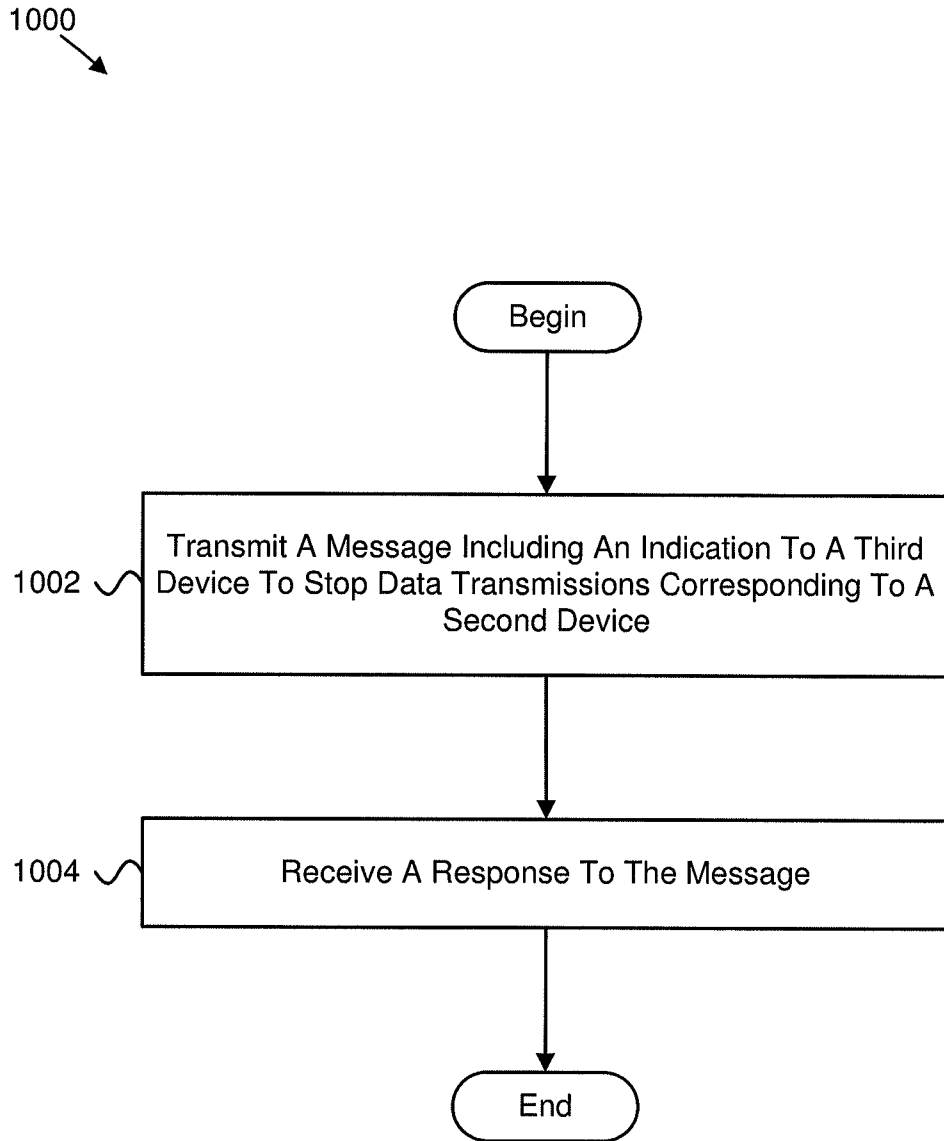 1000
Begin
1002
Transmit A Message Including An Indication To A Third
Device To Stop Data Transmissions Corresponding To A
Second Device
1004
Receive A Response To The Message
End